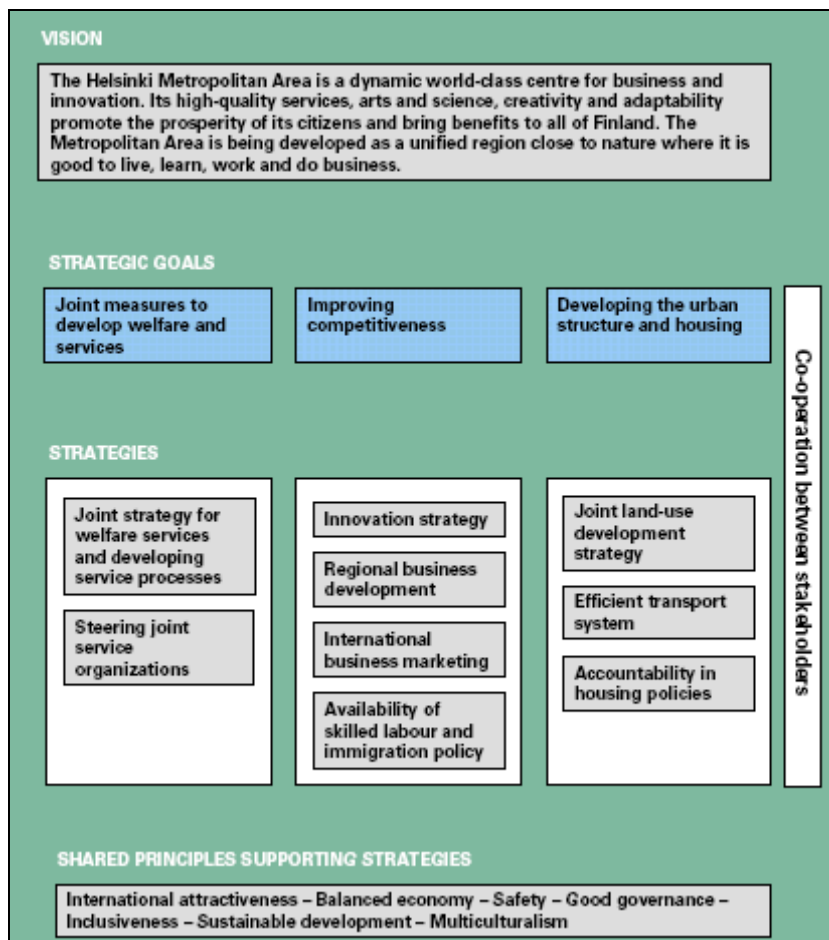 VISION
The Helsinki Metropolitan Area is a dynamic world-class centre for business and
innovation. Its high-quality services, arts and science, creativity and adaptability
promote the prosperity of its citizens and bring benefits to all of Finland. The
Metropolitan Area is being developed as a unified region close to nature where it is
good to live, learn, work and do business.
STRATEGIC GOALS
Joint measures to
develop welfare and
services
Improving
competitiveness
Developing the urban
structure and housing
STRATEGIES
Joint strategy for
welfare services
and developing
service processes
Steering joint
service
organizations
Innovation strategy
Regional business
development
International
business marketing
Availability of
skilled labour and
immigration policy
Joint land-use
development
strategy
Efficient transport
system
Accountability in
housing policies
Co-operation between stakeholders
SHARED PRINCIPLES SUPPORTING STRATEGIES
International attractiveness – Balanced economy – Safety – Good governance –
Inclusiveness – Sustainable development – Multiculturalism